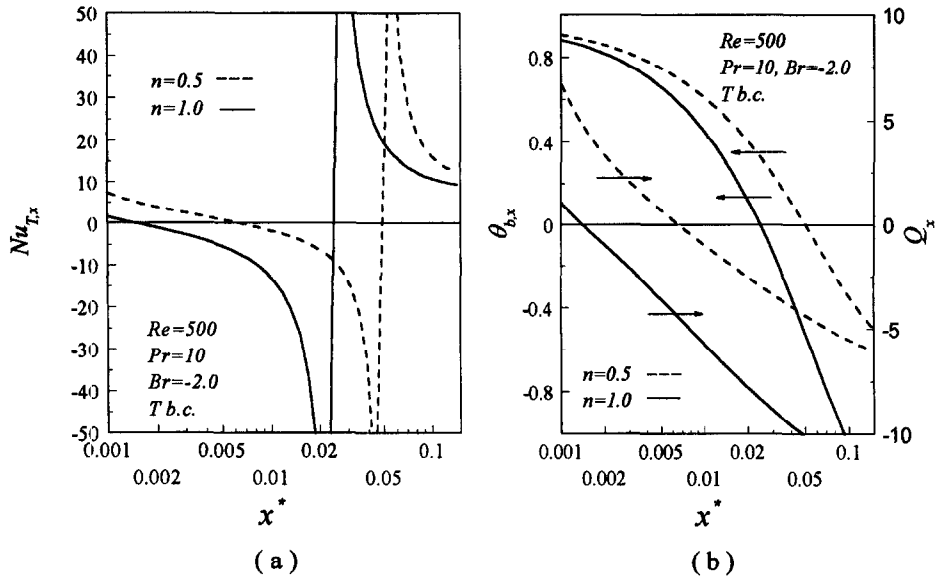 50
40
30
20
10
0
-10
-20
-30
-40
-50
Nu_{T,x}
n=0.5
n=1.0
Re=500
Pr=10
Br=-2.0
T b.c.
0.001
0.005
0.02
0.1
0.002
0.01
0.05
x*
( a )
0.8
0.4
0
-0.4
-0.8
θ_{b,x}
Re=500
Pr=10, Br=-2.0
T b.c.
n=0.5
n=1.0
10
5
0
-5
-10
Q_x
0.001
0.005
0.02
0.1
0.002
0.01
0.05
x*
( b )